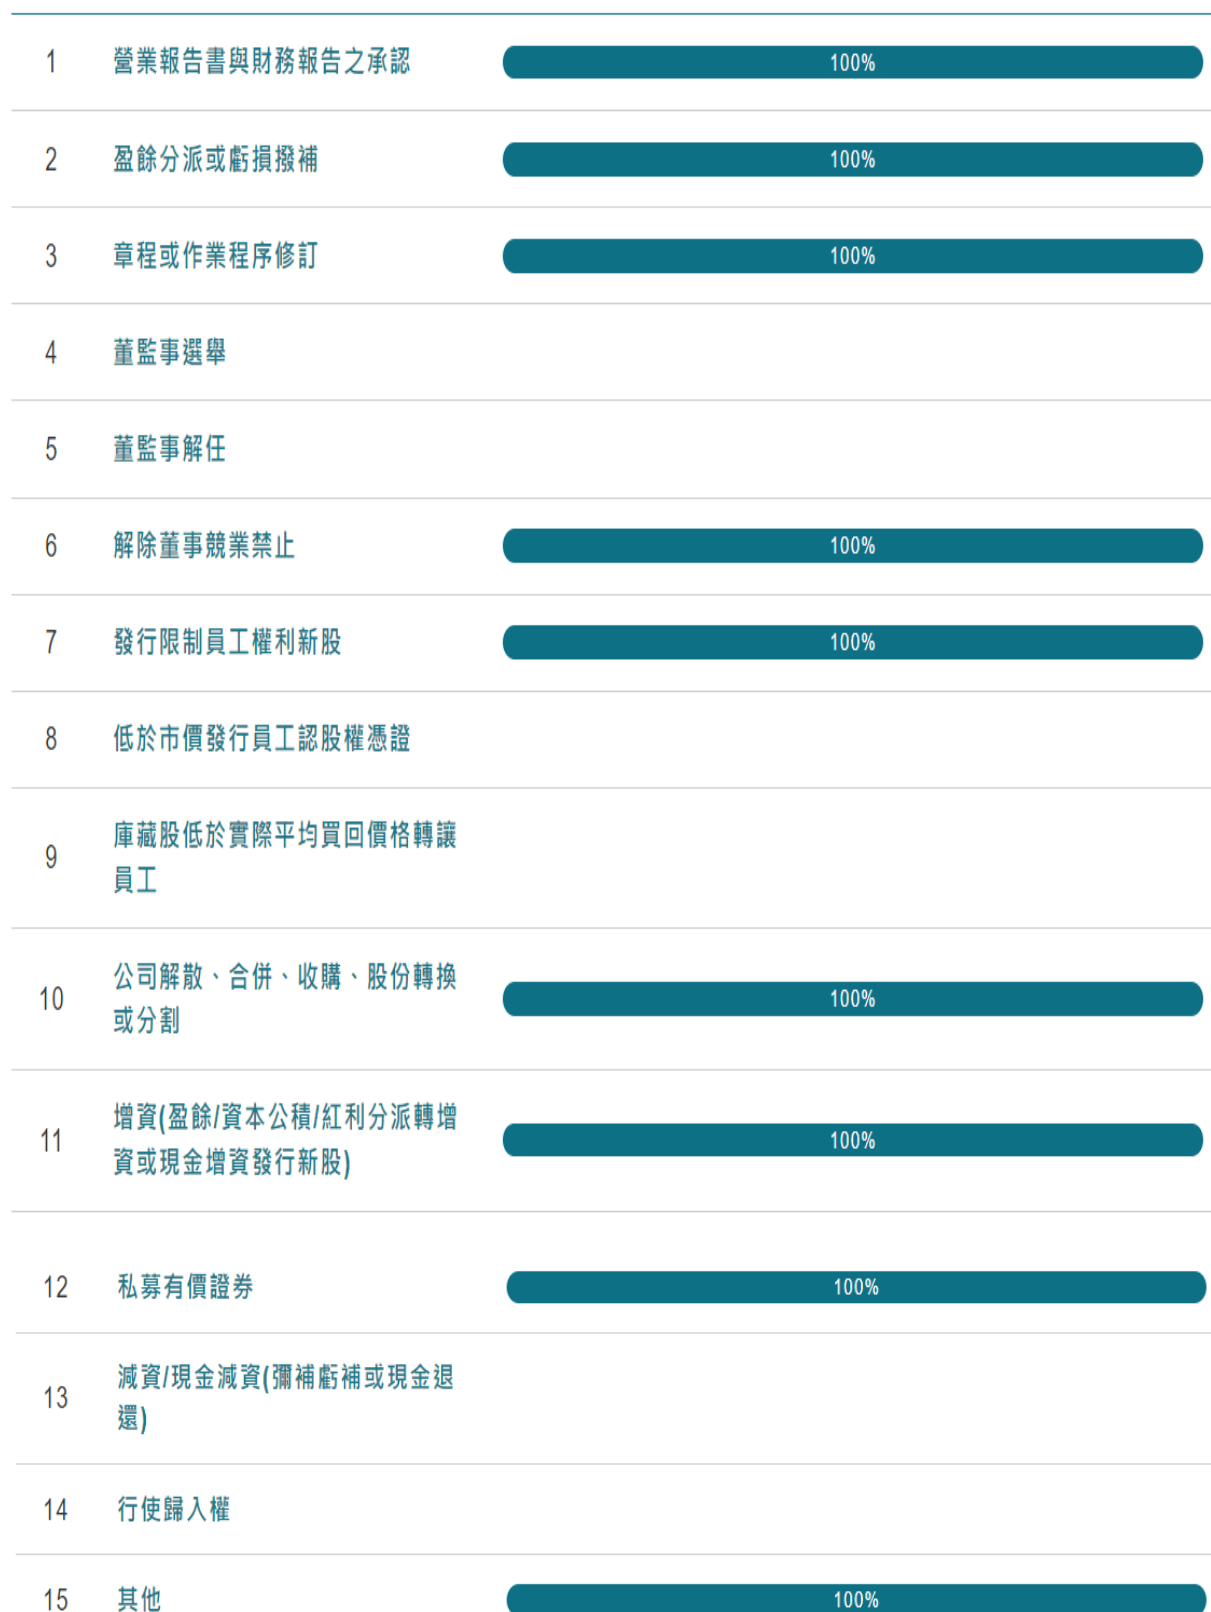 1 營業報告書與財務報告之承認 100%
2 盈餘分派或虧損撥補 100%
3 章程或作業程序修訂 100%
4 董監事選舉
5 董監事解任
6 解除董事競業禁止 100%
7 發行限制員工權利新股 100%
8 低於市價發行員工認股權憑證
9 庫藏股低於實際平均買回價格轉讓
員工
10 公司解散、合併、收購、股份轉換
或分割 100%
11 增資(盈餘/資本公積/紅利分派轉增
資或現金增資發行新股) 100%
12 私募有價證券 100%
13 減資/現金減資(彌補虧補或現金退
還)
14 行使歸入權
15 其他 100%